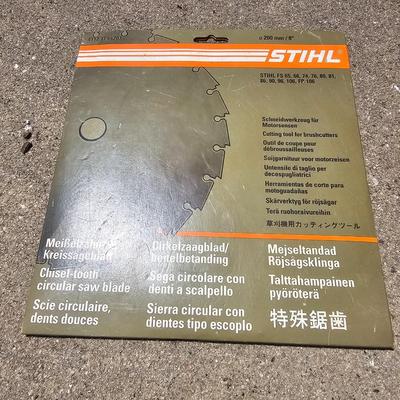 ø 200 mm / 8"
STIHL
STIHL FS 65, 66, 74, 76, 80, 81,
86, 90, 96, 106, FP 106
Schneidwerkzeug für
Motorsensen
Cutting tool for brushcutters
Outil de coupe pour
débroussailleuses
Snijgarnituur voor motorzeisen
Utensile di taglio per
decespugliatrici
Herramientas de corte para
motoguadañas
Skärverktyg för röjsågar
Terä ruohoraivureihin
草刈機用カッティングツール
Meißelzahn-
Kreissägeblatt
Chisel-tooth
circular saw blade
Scie circulaire,
dents douces
Cirkelzaagblad/
beitelbetanding
Sega circolare con
denti a scalpello
Sierra circular con
dientes tipo escoplo
Mejseltandad
Röjsågsklinga
Talttahampainen
pyöröterä
特殊鋸歯